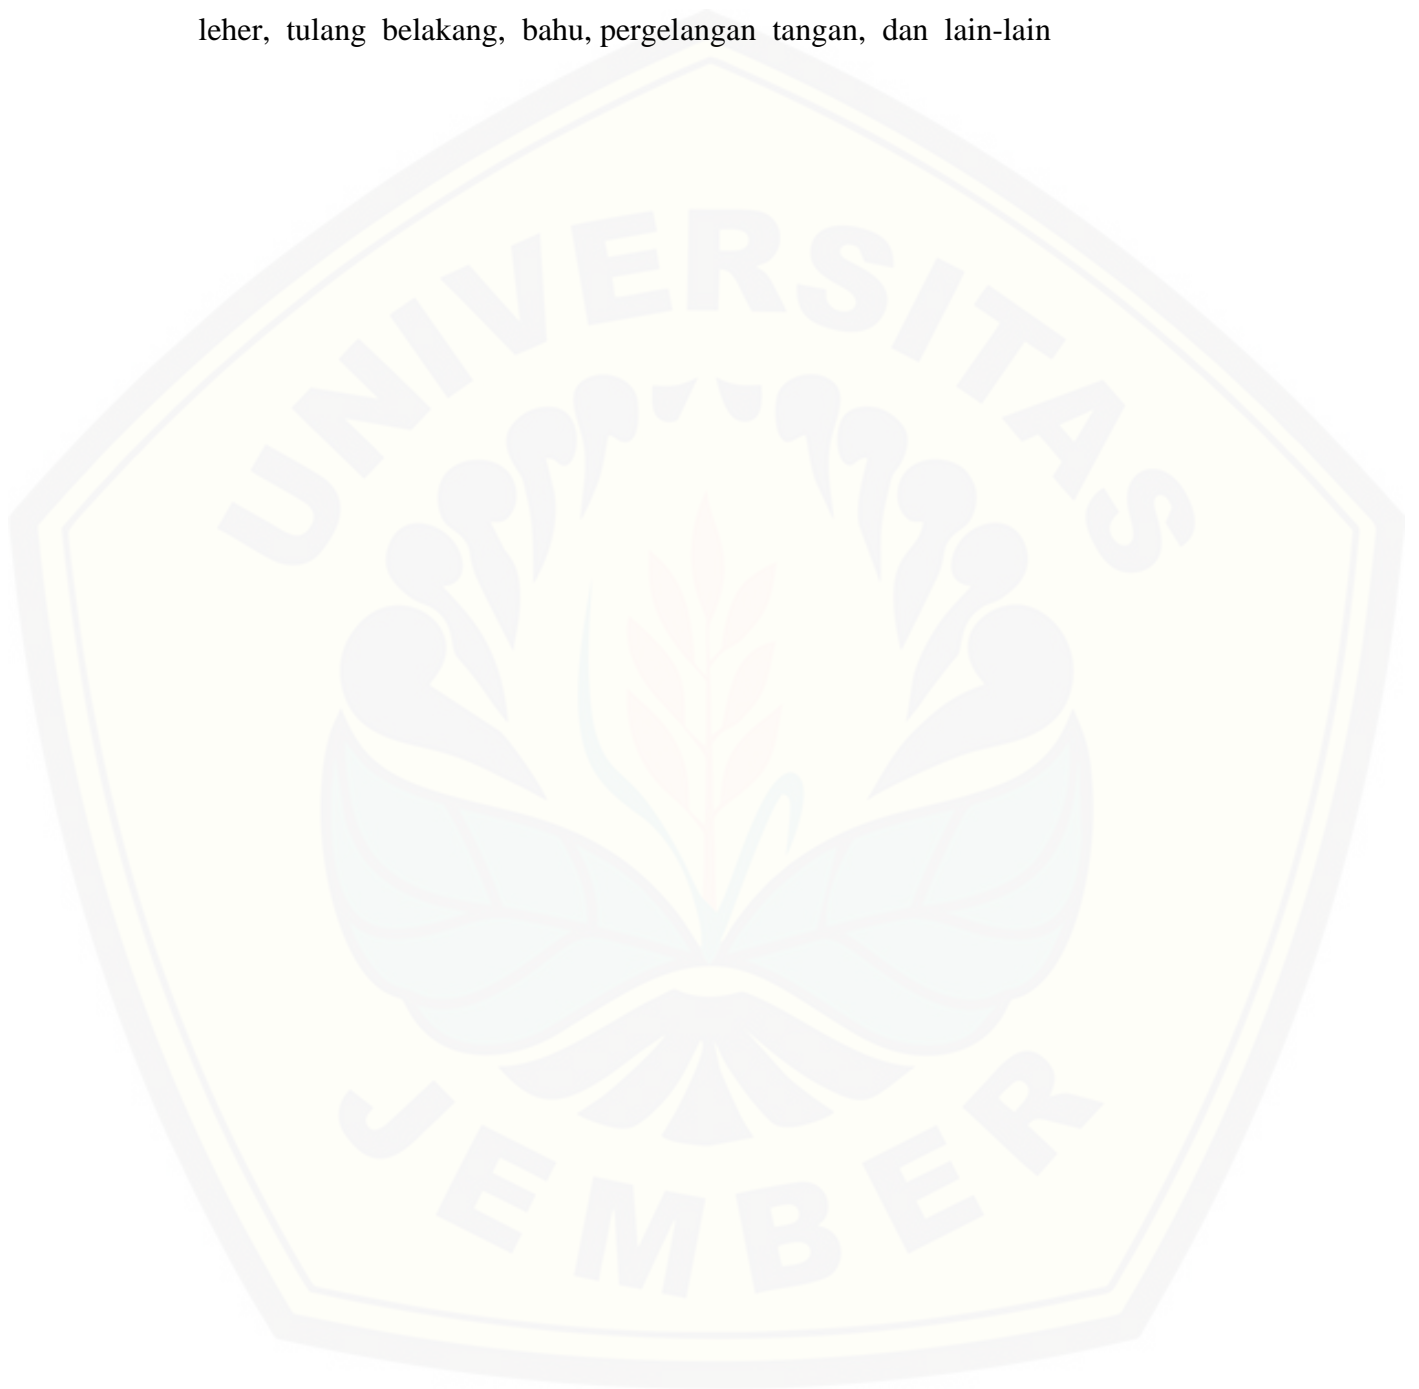 leher, tulang belakang, bahu, pergelangan tangan, dan lain-lain
UNIVERSITAS
JEMBER